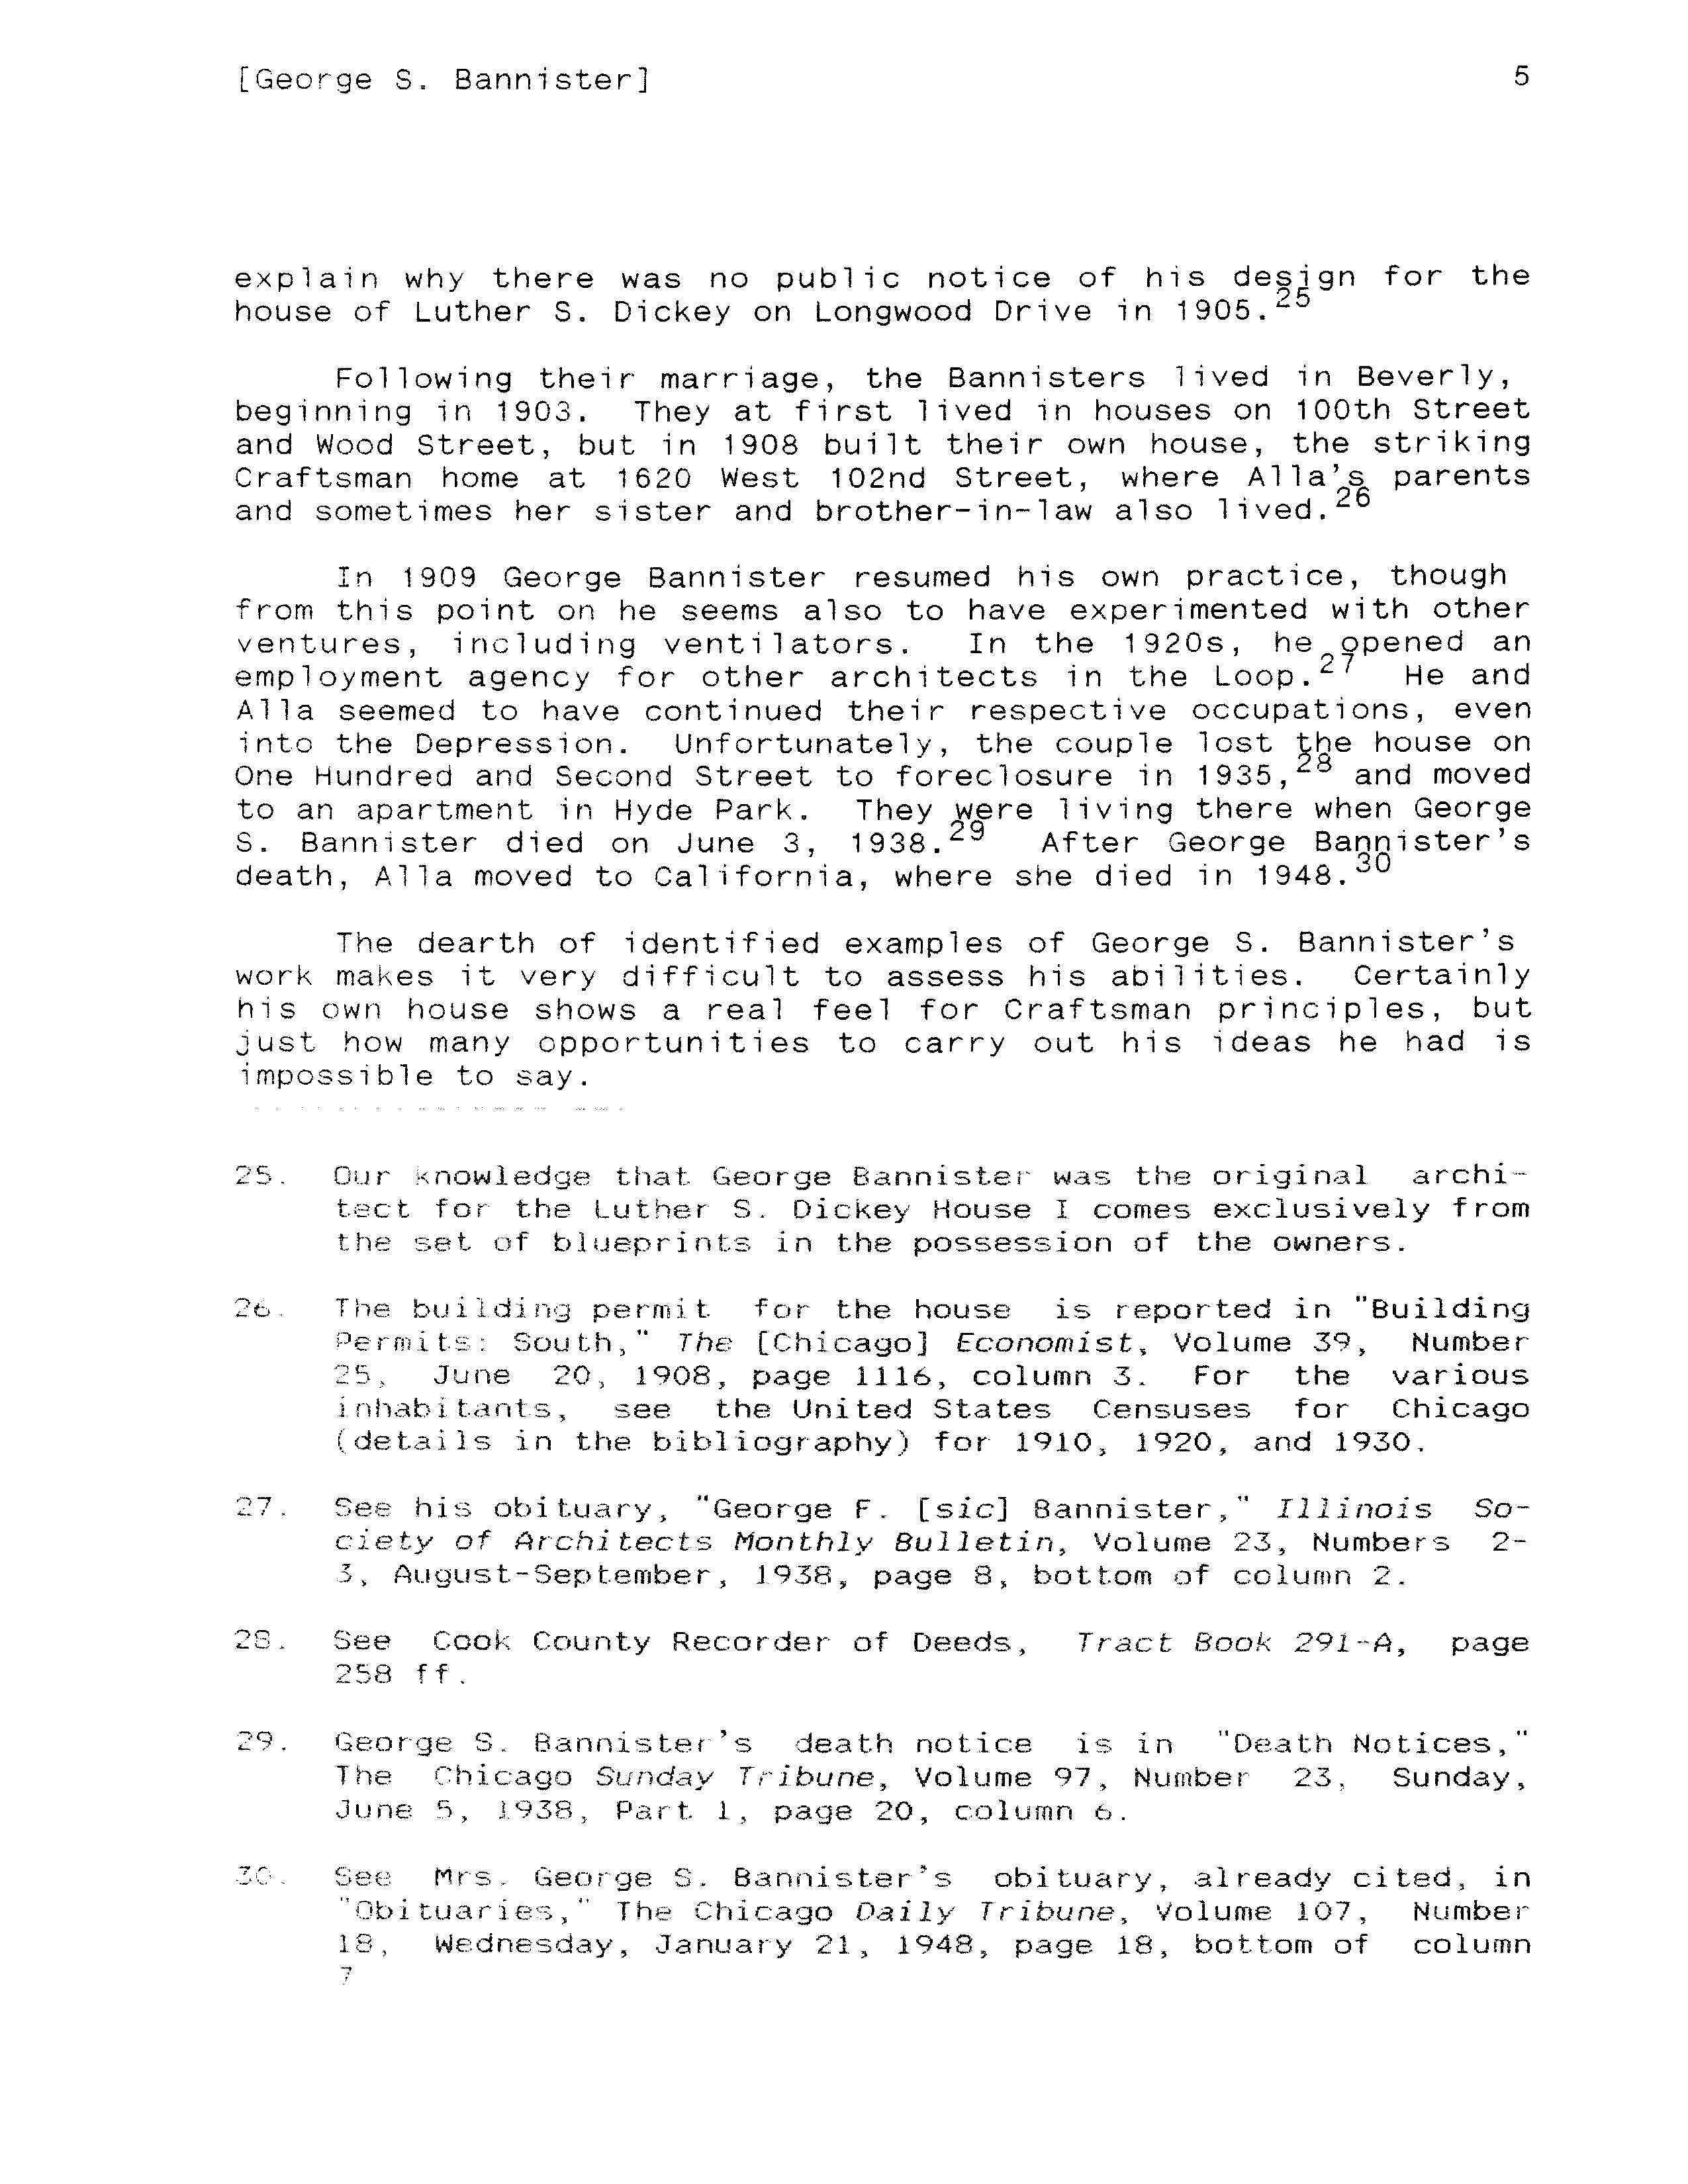 [George S. Bannister] 5
explain why there was no public notice of his design for the
house of Luther S. Dickey on Longwood Drive in 1905.25
Following their marriage, the Bannisters lived in Beverly,
beginning in 1903. They at first lived in houses on 100th Street
and Wood Street, but in 1908 built their own house, the striking
Craftsman home at 1620 West 102nd Street, where Alla's parents
and sometimes her sister and brother-in-law also lived.26
In 1909 George Bannister resumed his own practice, though
from this point on he seems also to have experimented with other
ventures, including ventilators. In the 1920s, he opened an
employment agency for other architects in the Loop.27 He and
Alla seemed to have continued their respective occupations, even
into the Depression. Unfortunately, the couple lost the house on
One Hundred and Second Street to foreclosure in 1935,28 and moved
to an apartment in Hyde Park. They were living there when George
S. Bannister died on June 3, 1938.29 After George Bannister's
death, Alla moved to California, where she died in 1948.30
The dearth of identified examples of George S. Bannister's
work makes it very difficult to assess his abilities. Certainly
his own house shows a real feel for Craftsman principles, but
just how many opportunities to carry out his ideas he had is
impossible to say.
25. Our knowledge that George Bannister was the original archi-
tect for the Luther S. Dickey House I comes exclusively from
the set of blueprints in the possession of the owners.
26. The building permit for the house is reported in "Building
Permits: South," The [Chicago] Economist, Volume 39, Number
25, June 20, 1908, page 1116, column 3. For the various
inhabitants, see the United States Censuses for Chicago
(details in the bibliography) for 1910, 1920, and 1930.
27. See his obituary, "George F. [sic] Bannister," Illinois So-
ciety of Architects Monthly Bulletin, Volume 23, Numbers 2-
3, August-September, 1938, page 8, bottom of column 2.
28. See Cook County Recorder of Deeds, Tract Book 291-A, page
258 ff.
29. George S. Bannister's death notice is in "Death Notices,"
The Chicago Sunday Tribune, Volume 97, Number 23, Sunday,
June 5, 1938, Part 1, page 20, column 6.
30. See Mrs. George S. Bannister's obituary, already cited, in
"Obituaries," The Chicago Daily Tribune, Volume 107, Number
18, Wednesday, January 21, 1948, page 18, bottom of column
7